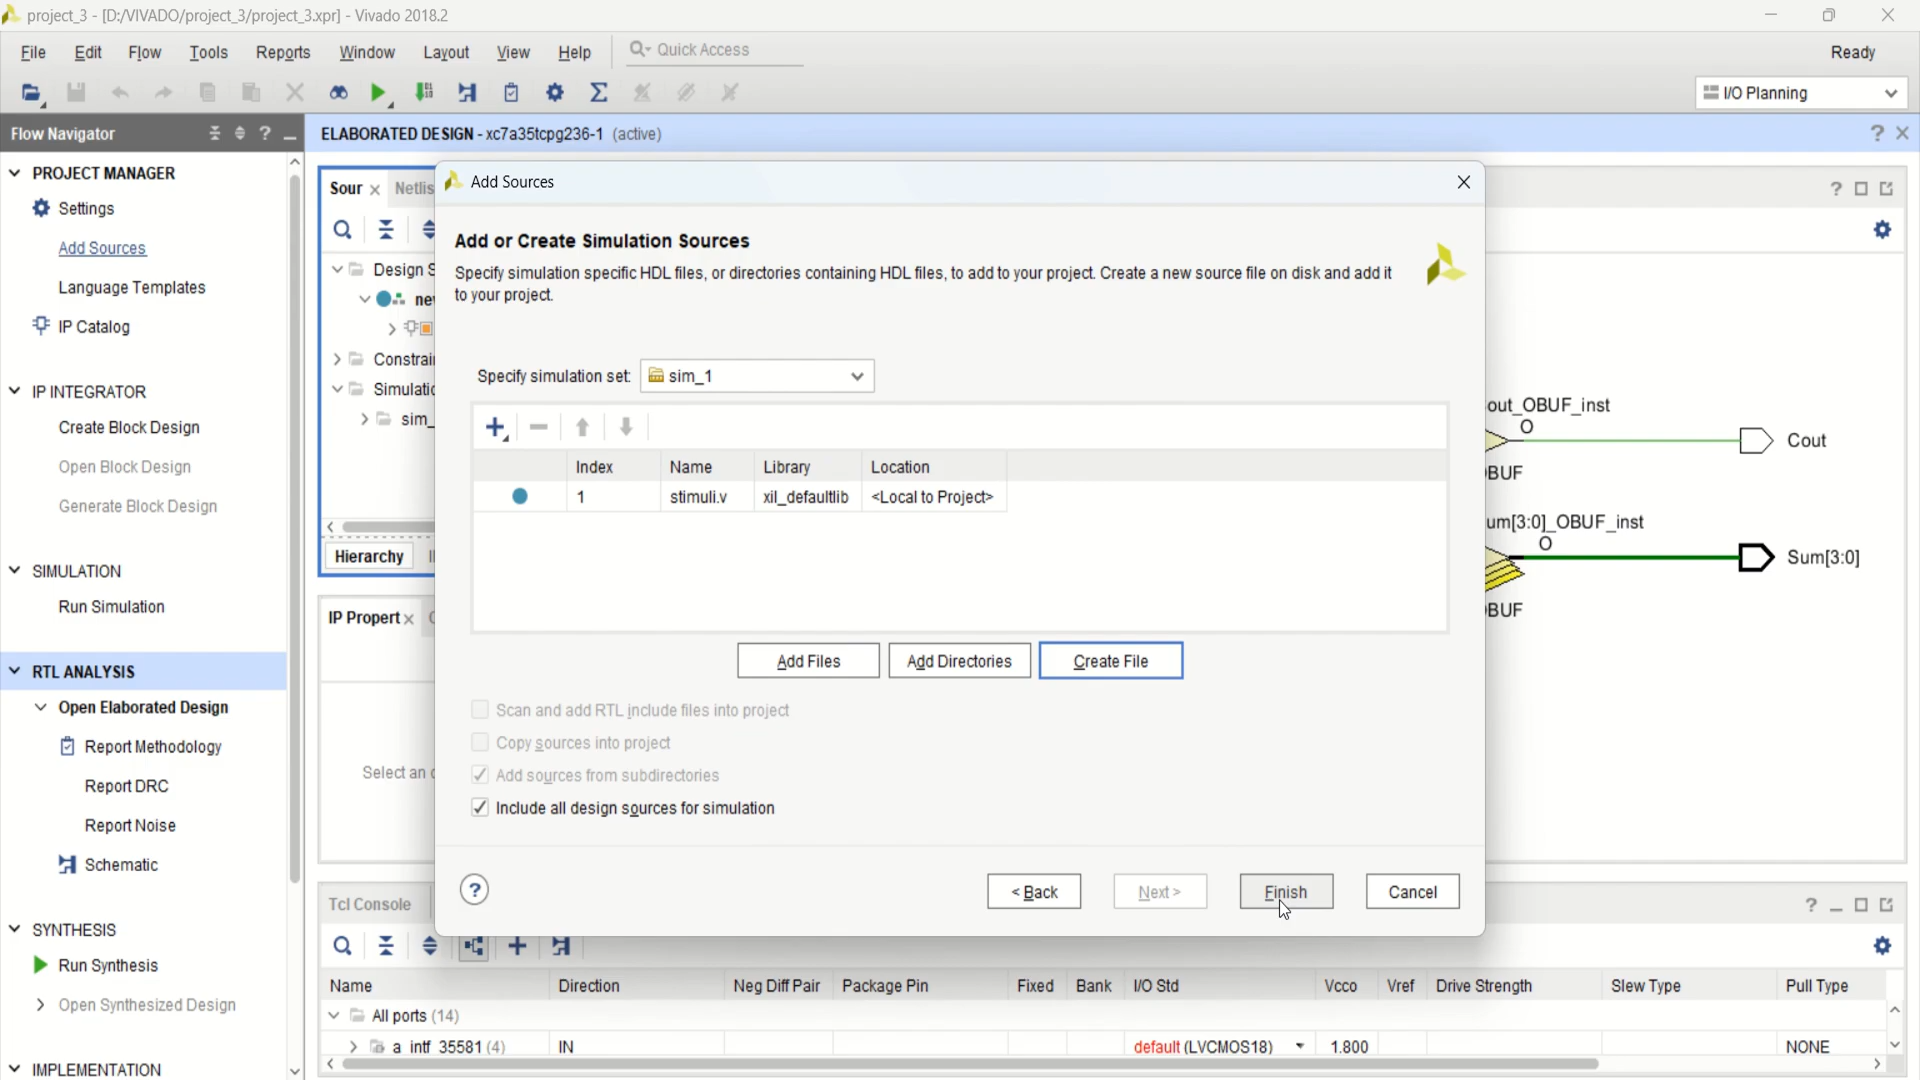 project_3 - [D:/VIVADO/project_3/project_3.xpr] - Vivado 2018.2
File Edit Flow Tools Reports Window Layout View Help Quick Access Ready
I/O Planning
Flow Navigator
ELABORATED DESIGN - xc7a35tcpg236-1 (active)
PROJECT MANAGER
Settings
Add Sources
Language Templates
IP Catalog
IP INTEGRATOR
Create Block Design
Open Block Design
Generate Block Design
SIMULATION
Run Simulation
RTL ANALYSIS
Open Elaborated Design
Report Methodology
Report DRC
Report Noise
Schematic
SYNTHESIS
Run Synthesis
Open Synthesized Design
IMPLEMENTATION
Sour
Netlis
Design S
nev
Constrai
Simulatio
sim_
Hierarchy
IP Propert
Select an o
Add Sources
Add or Create Simulation Sources
Specify simulation specific HDL files, or directories containing HDL files, to add to your project. Create a new source file on disk and add it
to your project.
Specify simulation set: sim_1
Index Name Library Location
1 stimuli.v xil_defaultlib <Local to Project>
Add Files Add Directories Create File
Scan and add RTL include files into project
Copy sources into project
Add sources from subdirectories
Include all design sources for simulation
< Back Next > Finish Cancel
out_OBUF_inst
O
Cout
BUF
um[3:0]_OBUF_inst
O
Sum[3:0]
BUF
Tcl Console
Name Direction Neg Diff Pair Package Pin Fixed Bank I/O Std Vcco Vref Drive Strength Slew Type Pull Type
All ports (14)
a_intf_35581 (4) IN default (LVCMOS18) 1.800 NONE